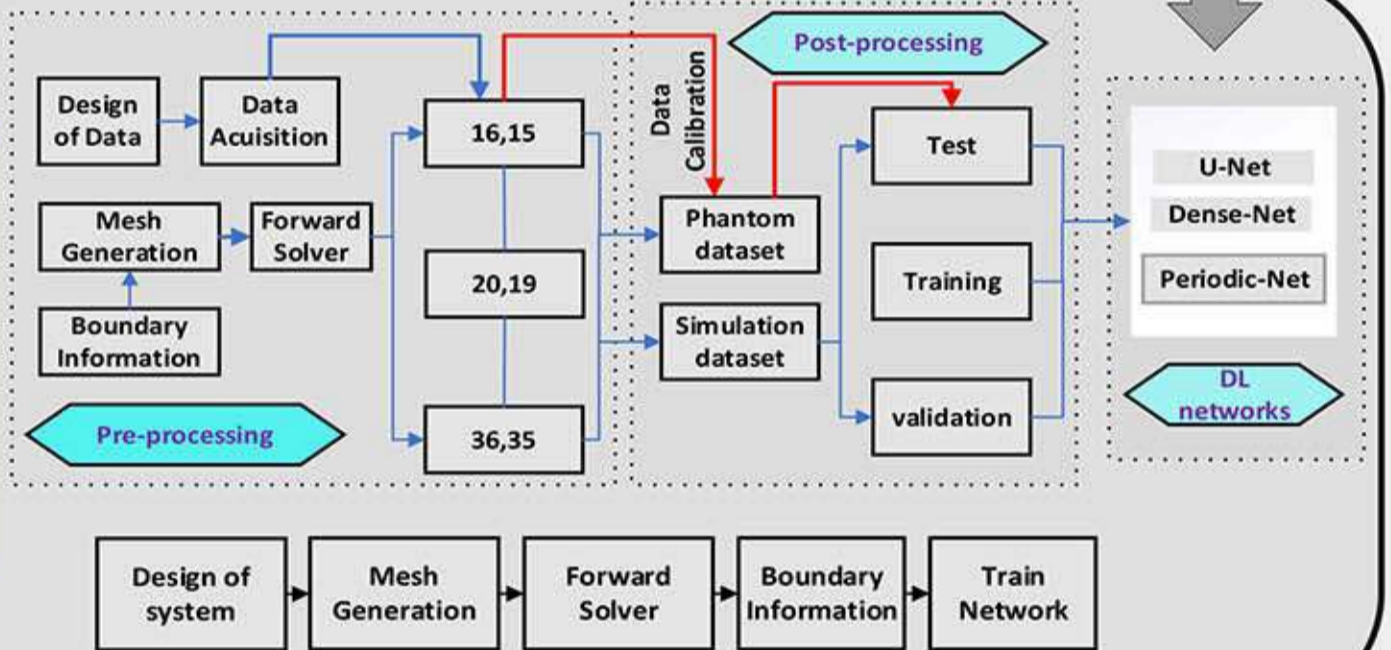 Design
of Data
Data
Acuisition
16,15
Data
Calibration
Post-processing
Test
U-Net
Dense-Net
Periodic-Net
Mesh
Generation
Forward
Solver
Phantom
dataset
20,19
Training
Boundary
Information
Simulation
dataset
DL
networks
Pre-processing
36,35
validation
Design of
system
Mesh
Generation
Forward
Solver
Boundary
Information
Train
Network